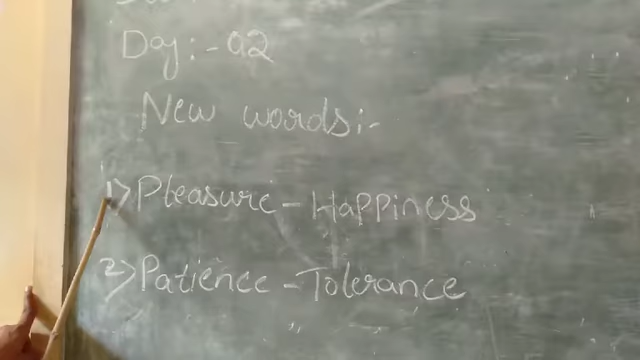 Day:- 02
New words:-
1) Pleasure - Happiness
2) Patience - Tolerance